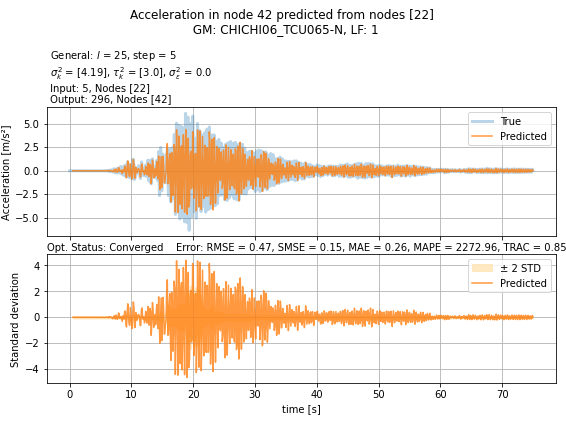 Acceleration in node 42 predicted from nodes [22]
GM: CHICHI06_TCU065-N, LF: 1
General: l = 25, step = 5
σ²ₖ = [4.19], τ²ₖ = [3.0], σ²ε = 0.0
Input: 5, Nodes [22]
Output: 296, Nodes [42]
Acceleration [m/s²]
5.0
2.5
0.0
−2.5
−5.0
True
Predicted
Opt. Status: Converged    Error: RMSE = 0.47, SMSE = 0.15, MAE = 0.26, MAPE = 2272.96, TRAC = 0.85
Standard deviation
4
2
0
−2
−4
± 2 STD
Predicted
0 10 20 30 40 50 60 70
time [s]